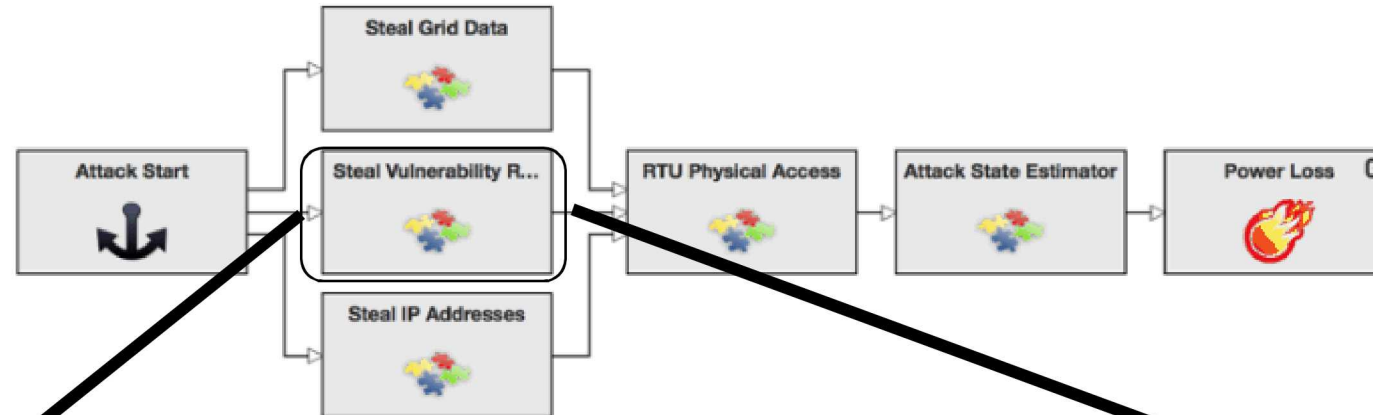 Steal Grid Data
Attack Start
Steal Vulnerability R...
RTU Physical Access
Attack State Estimator
Power Loss
Steal IP Addresses